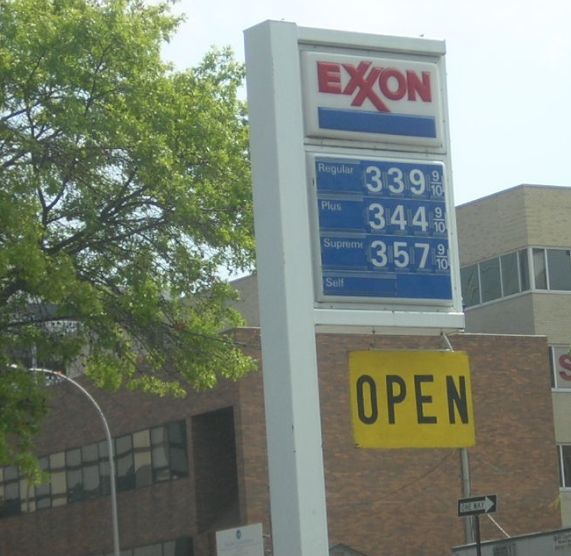 EXXON
Regular 339 9/10
Plus 344 9/10
Supreme 357 9/10
Self
OPEN
ONE WAY
$